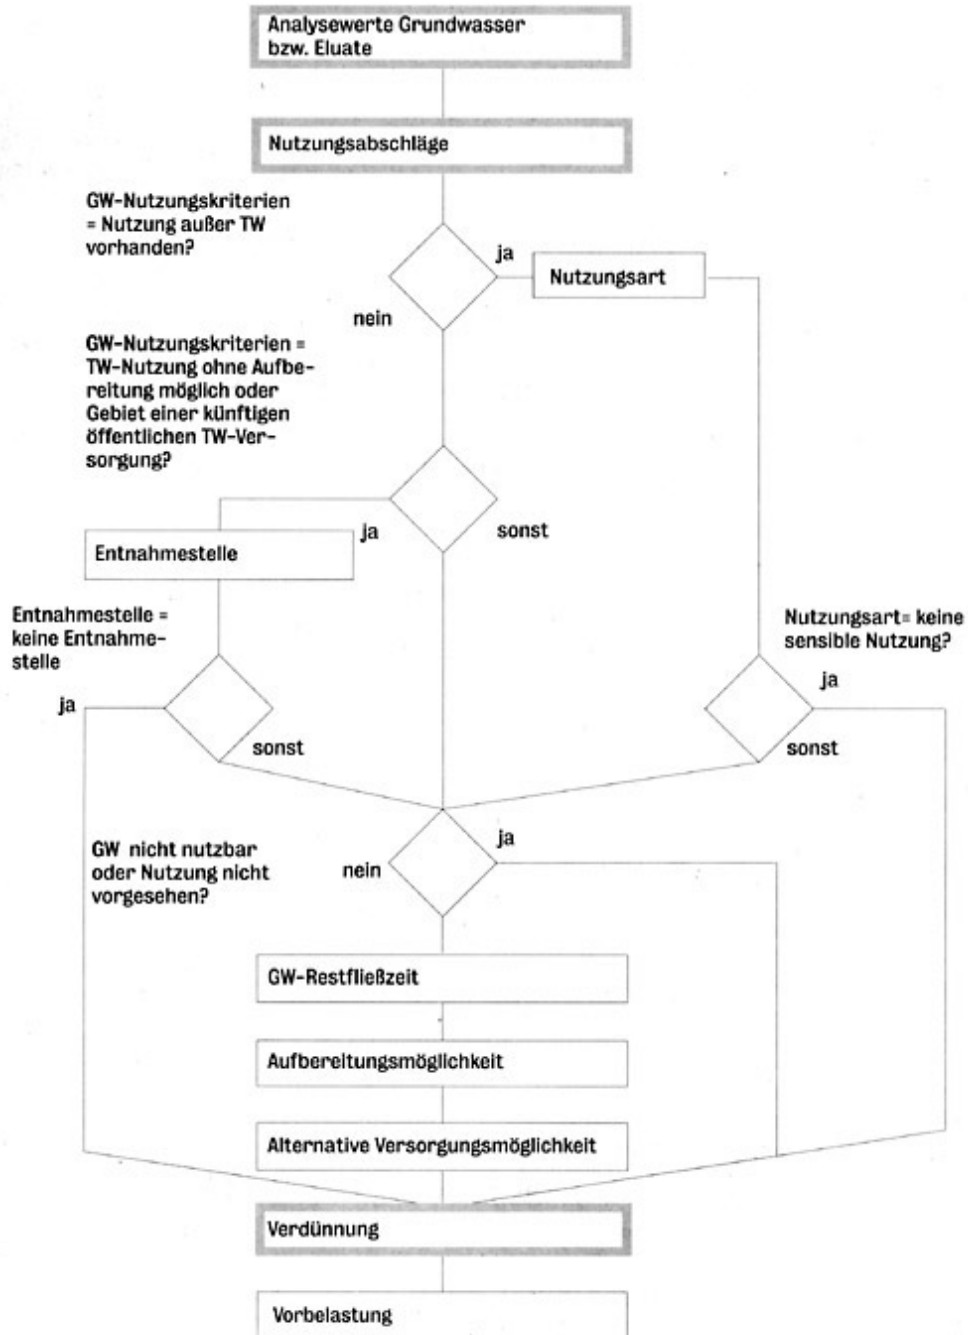 Analysewerte Grundwasser
bzw. Eluate
Nutzungsabschläge
GW-Nutzungskriterien
= Nutzung außer TW
vorhanden?
ja
Nutzungsart
nein
GW-Nutzungskriterien =
TW-Nutzung ohne Aufbe-
reitung möglich oder
Gebiet einer künftigen
öffentlichen TW-Ver-
sorgung?
ja
sonst
Entnahmestelle
Entnahmestelle =
keine Entnahme-
stelle
ja
sonst
Nutzungsart= keine
sensible Nutzung?
ja
sonst
GW nicht nutzbar
oder Nutzung nicht
vorgesehen?
nein
ja
GW-Restfließzeit
Aufbereitungsmöglichkeit
Alternative Versorgungsmöglichkeit
Verdünnung
Vorbelastung